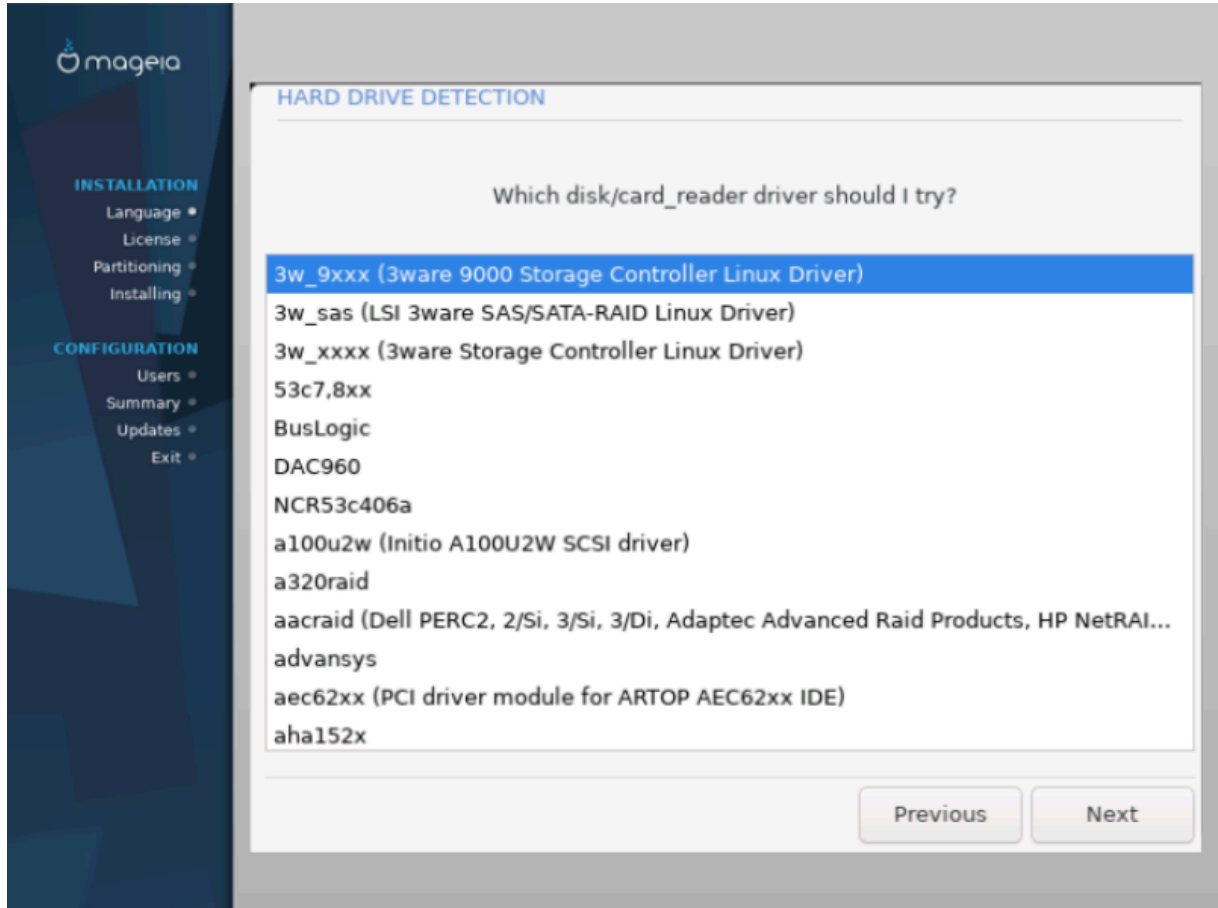 mageia
INSTALLATION
Language
License
Partitioning
Installing
CONFIGURATION
Users
Summary
Updates
Exit
HARD DRIVE DETECTION
Which disk/card_reader driver should I try?
3w_9xxx (3ware 9000 Storage Controller Linux Driver)
3w_sas (LSI 3ware SAS/SATA-RAID Linux Driver)
3w_xxxx (3ware Storage Controller Linux Driver)
53c7,8xx
BusLogic
DAC960
NCR53c406a
a100u2w (Initio A100U2W SCSI driver)
a320raid
aacraid (Dell PERC2, 2/Si, 3/Si, 3/Di, Adaptec Advanced Raid Products, HP NetRAI...
advansys
aec62xx (PCI driver module for ARTOP AEC62xx IDE)
aha152x
Previous
Next